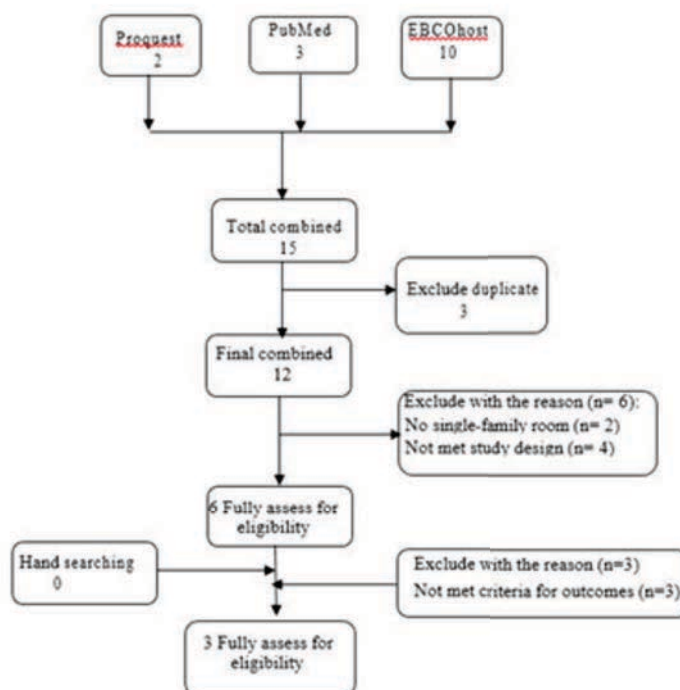 Proquest
2
PubMed
3
EBCOhost
10
Total combined
15
Exclude duplicate
3
Final combined
12
Exclude with the reason (n= 6):
No single-family room (n= 2)
Not met study design (n= 4)
6 Fully assess for
eligibility
Hand searching
0
Exclude with the reason (n=3)
Not met criteria for outcomes (n=3)
3 Fully assess for
eligibility